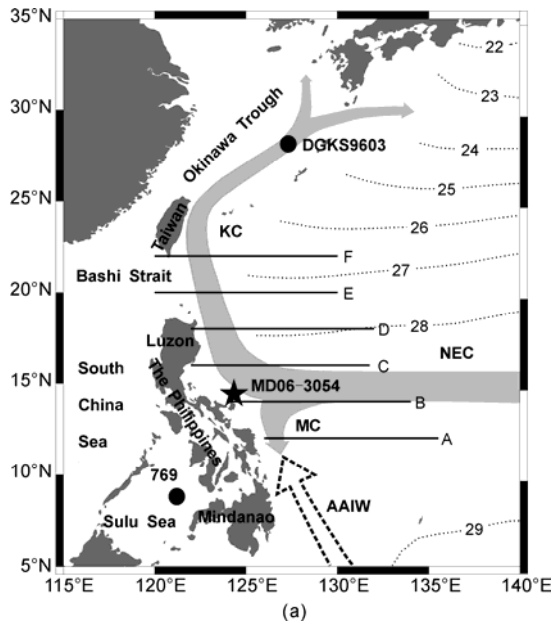 35°N
22
30°N
23
Okinawa Trough
DGKS9603
24
25°N
25
Taiwan
KC
26
F
Bashi Strait
27
20°N
E
D
28
Luzon
NEC
South
C
15°N
MD06-3054
B
China
The Philippines
MC
Sea
A
10°N
769
AAIW
Sulu Sea
Mindanao
29
5°N
115°E 120°E 125°E 130°E 135°E 140°E
(a)